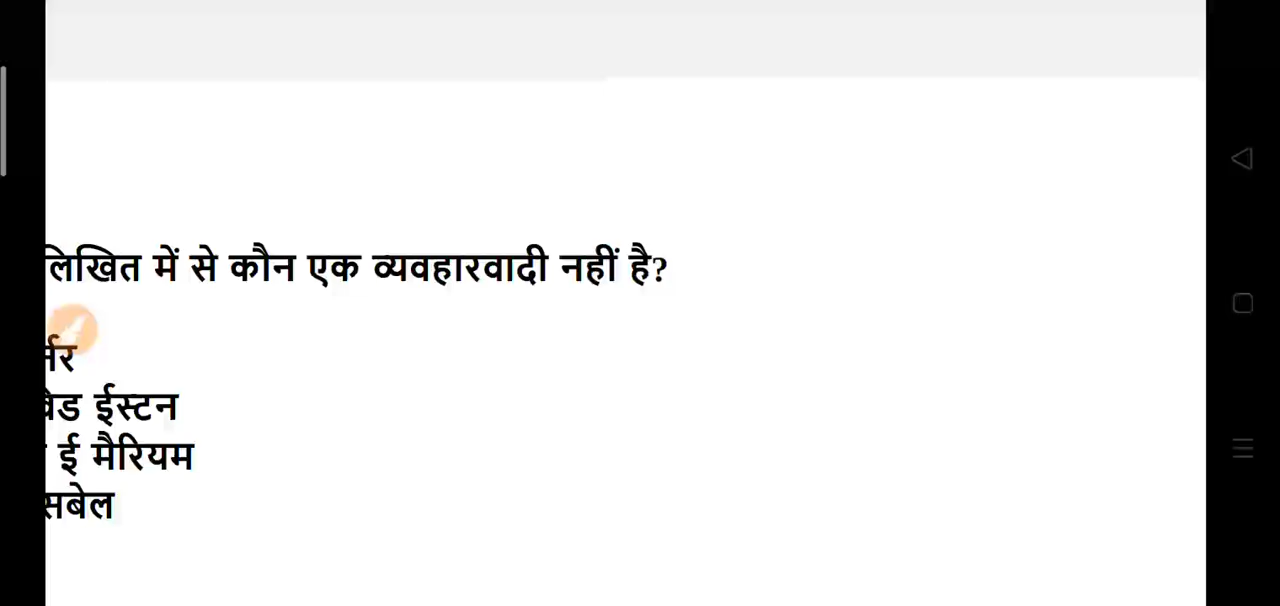 लिखित में से कौन एक व्यवहारवादी नहीं है?
र्मर
वेड ईस्टन
ई मैरियम
सबेल